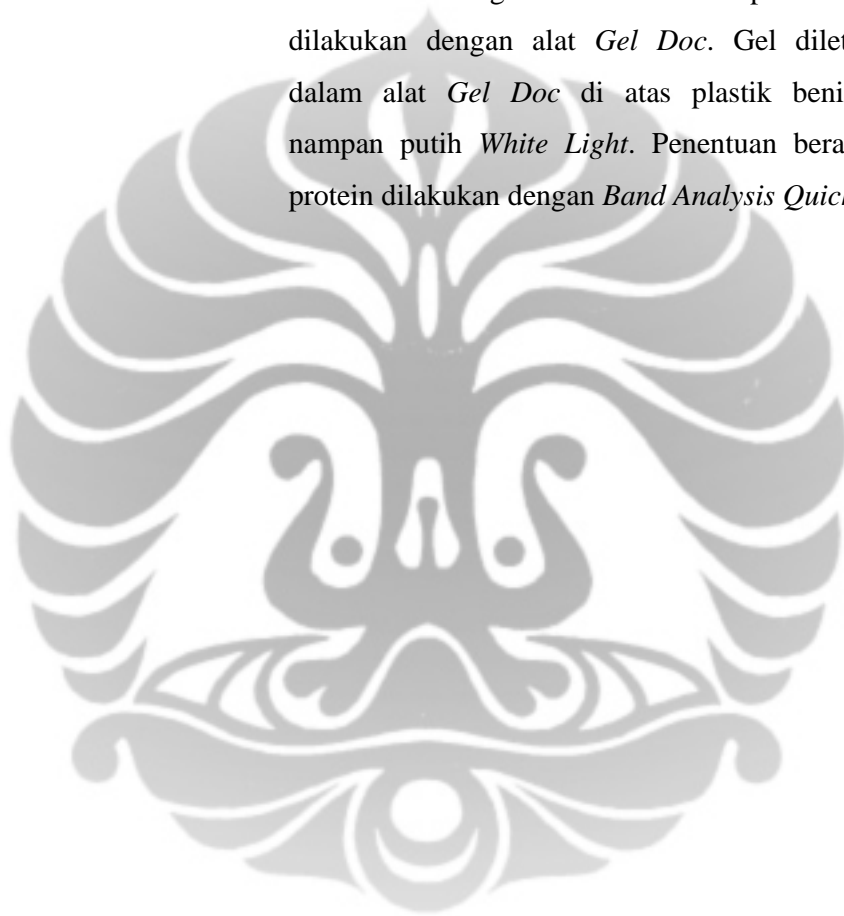 dilakukan dengan alat Gel Doc. Gel
dalam alat Gel Doc di atas plastik
nampan putih White Light. Penentuan
protein dilakukan dengan Band Analysis